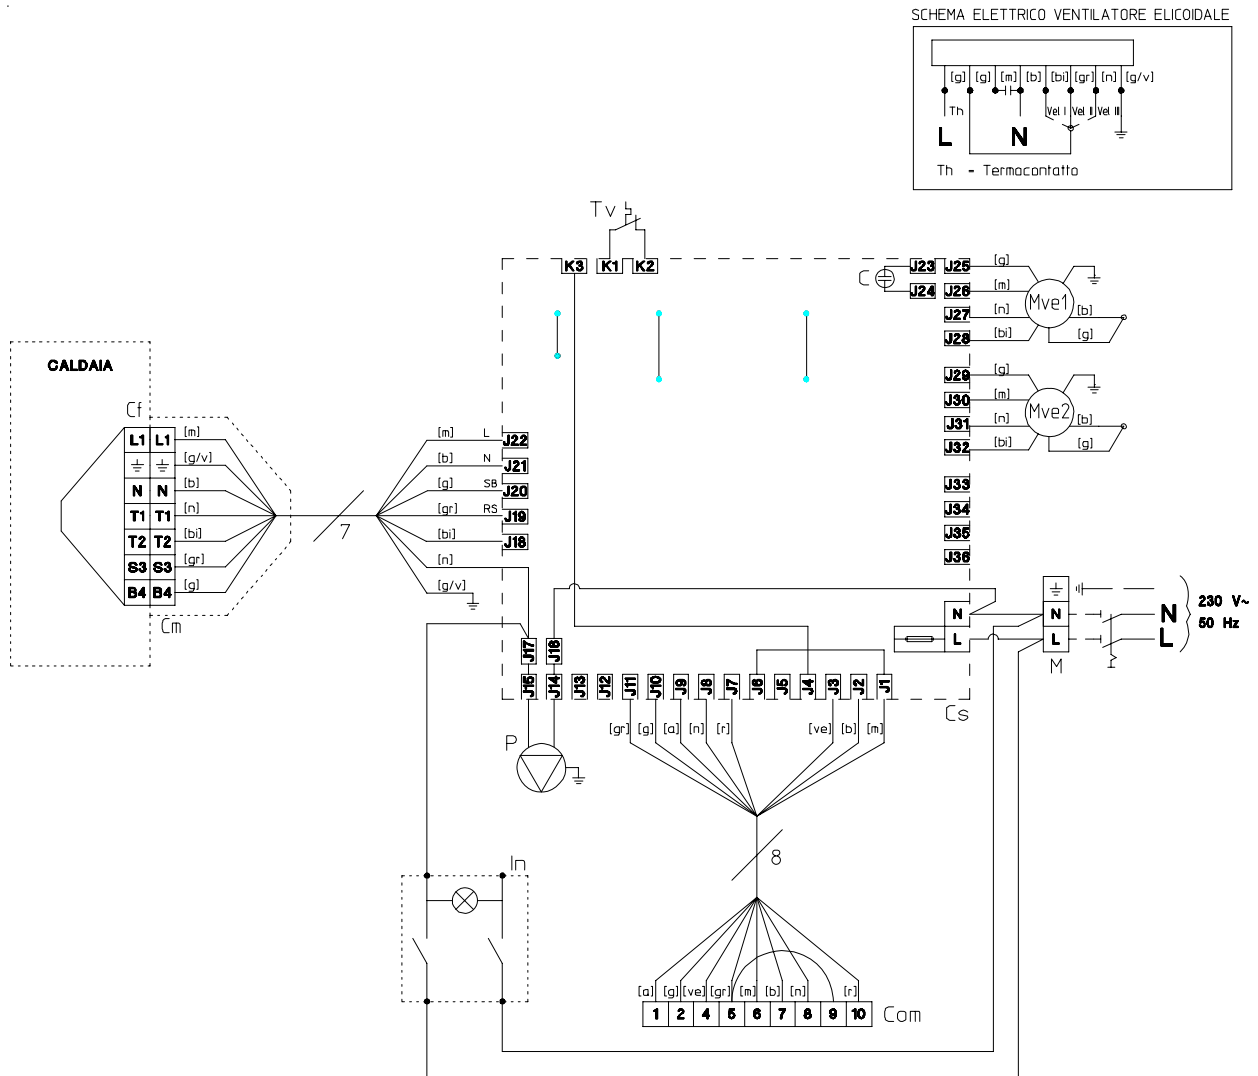 SCHEMA ELETTRICO VENTILATORE ELICOIDALE
[g] [g] [m] [b] [bi] [gr] [n] [g/v]
Th Vel I Vel II Vel III
L N
Th - Termocontatto
Tv
K3 K1 K2
C
J23 J25 [g]
J24 J26 [m]
Mve1
J27 [n] [b]
J28 [bi] [g]
J29 [g]
J30 [m]
Mve2
J31 [n] [b]
J32 [bi] [g]
J33
J34
J35
J36
CALDAIA
Cf
L1 L1 [m]
[g/v]
N N [b]
T1 T1 [n]
T2 T2 [bi]
S3 S3 [gr]
B4 B4 [g]
Cm
7
[m] L J22
[b] N J21
[g] SB J20
[gr] RS J19
[bi] J18
[n]
[g/v]
N N N
L L L
M
230 V~
50 Hz
J17 J16
J15 J14 J13 J12 J11 J10 J9 J8 J7 J6 J5 J4 J3 J2 J1
Cs
[gr] [g] [a] [n] [r] [ve] [b] [m]
P
8
In
[a] [g] [ve] [gr] [m] [b] [n] [r]
1 2 4 5 6 7 8 9 10
Com